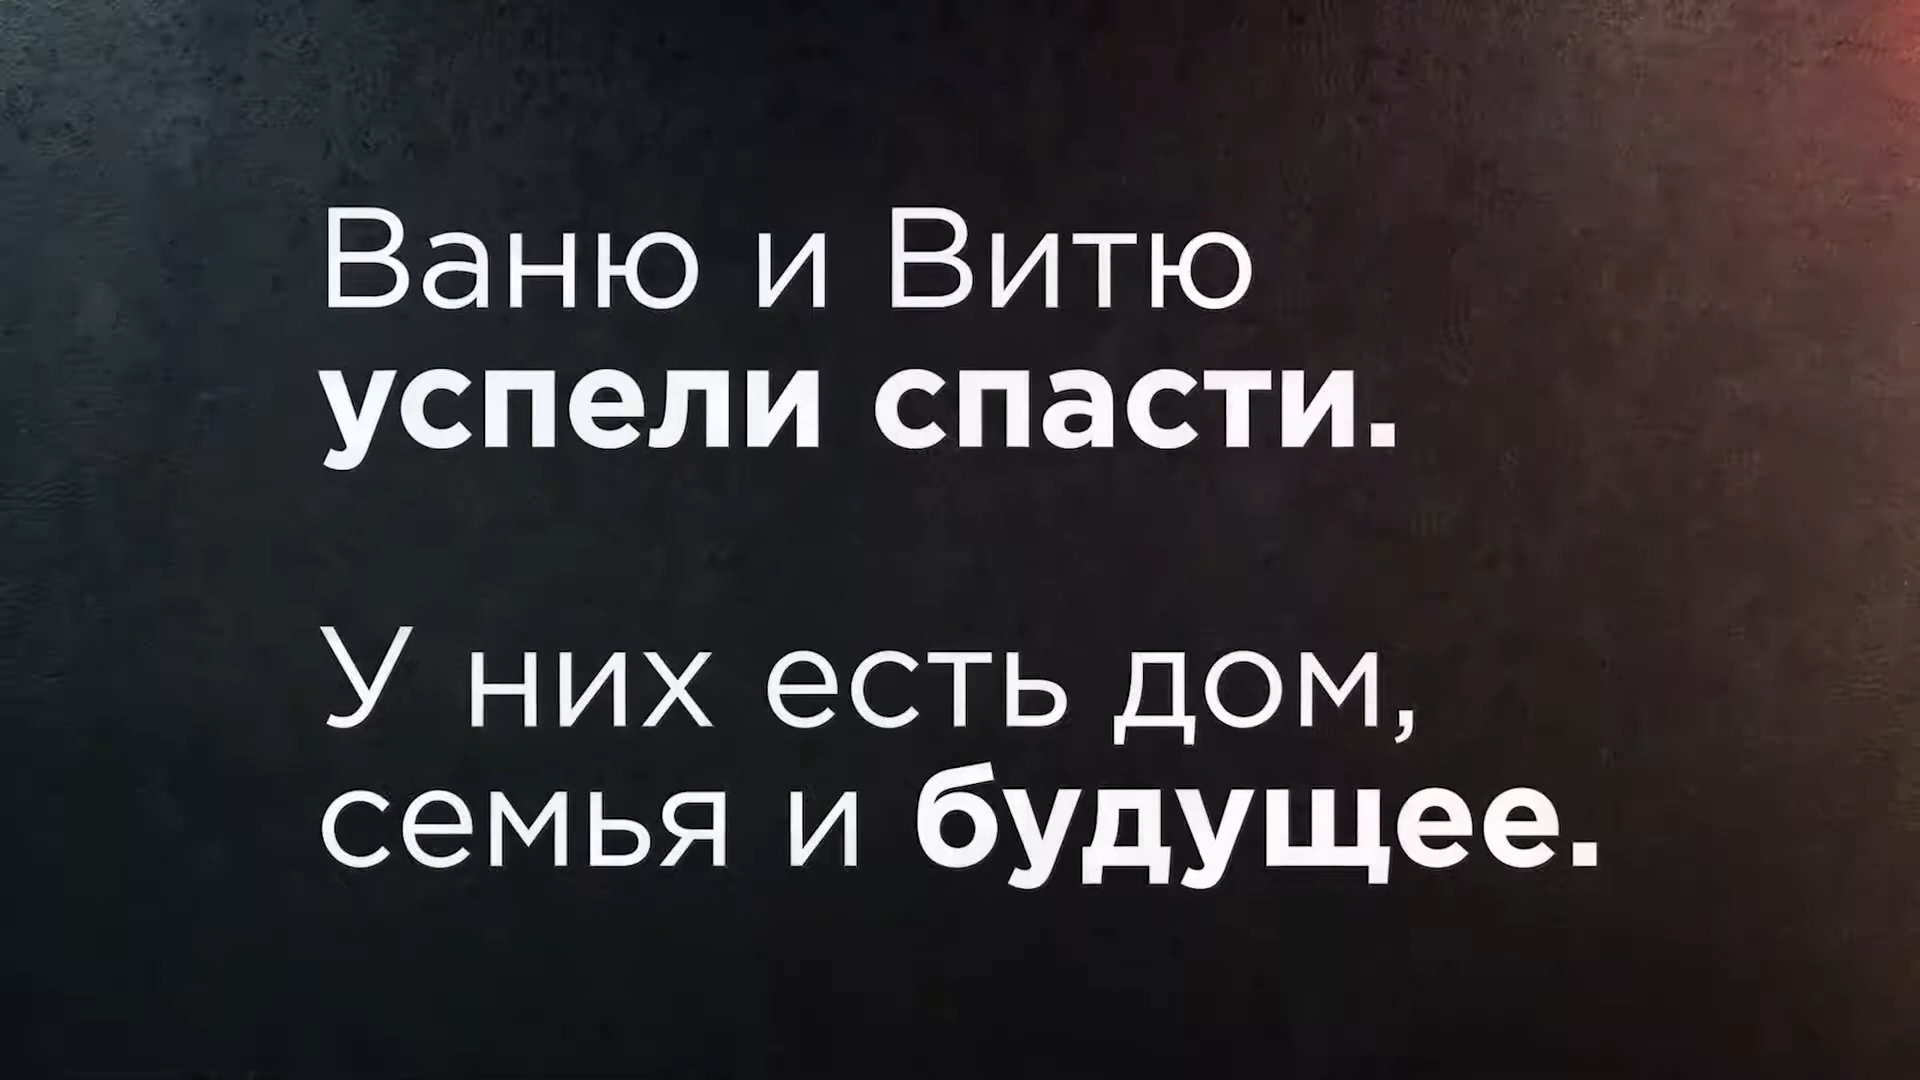 Ваню и Витю
успели спасти.
У них есть дом,
семья и будущее.